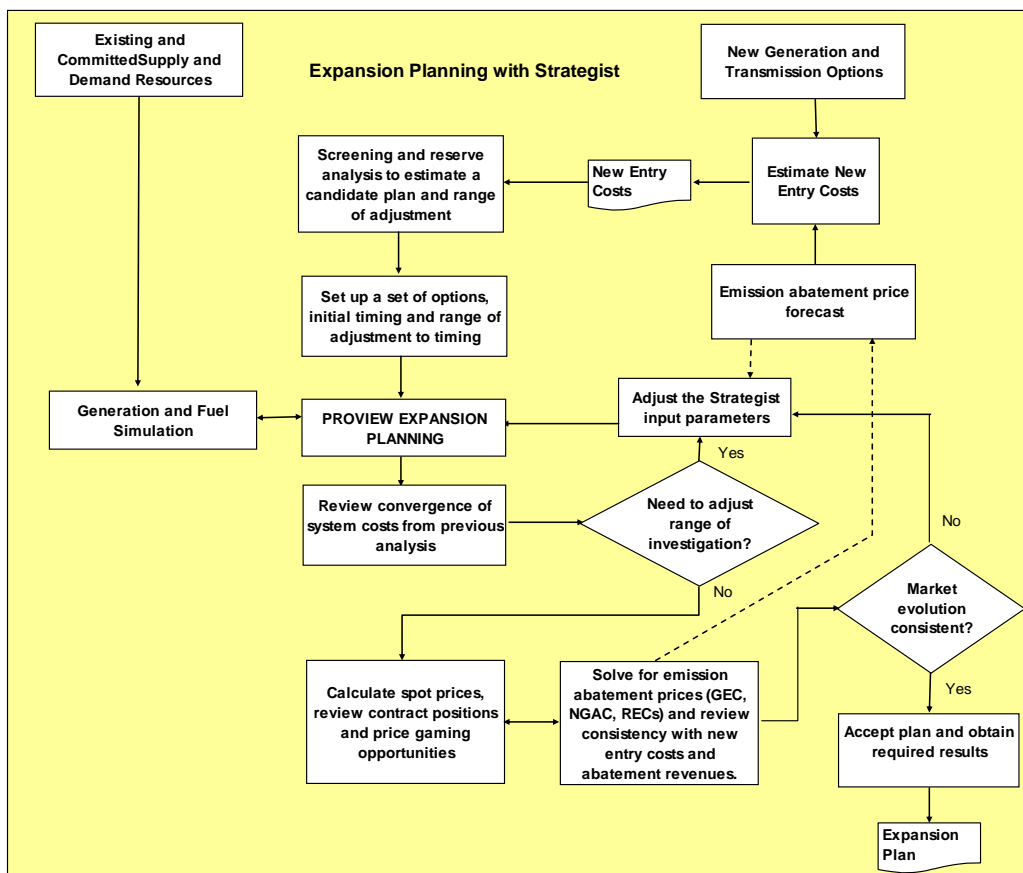 Existing and
CommittedSupply and
Demand Resources
Expansion Planning with Strategist
New Generation and
Transmission Options
Screening and reserve
analysis to estimate a
candidate plan and range
of adjustment
New Entry
Costs
Estimate New
Entry Costs
Set up a set of options,
initial timing and range of
adjustment to timing
Emission abatement price
forecast
Generation and Fuel
Simulation
PROVIEW EXPANSION
PLANNING
Adjust the Strategist
input parameters
Yes
Review convergence of
system costs from previous
analysis
Need to adjust
range of
investigation?
No
No
Market
evolution
consistent?
Yes
Calculate spot prices,
review contract positions
and price gaming
opportunities
Solve for emission
abatement prices (GEC,
NGAC, RECs) and review
consistency with new
entry costs and
abatement revenues.
Accept plan and obtain
required results
Expansion
Plan